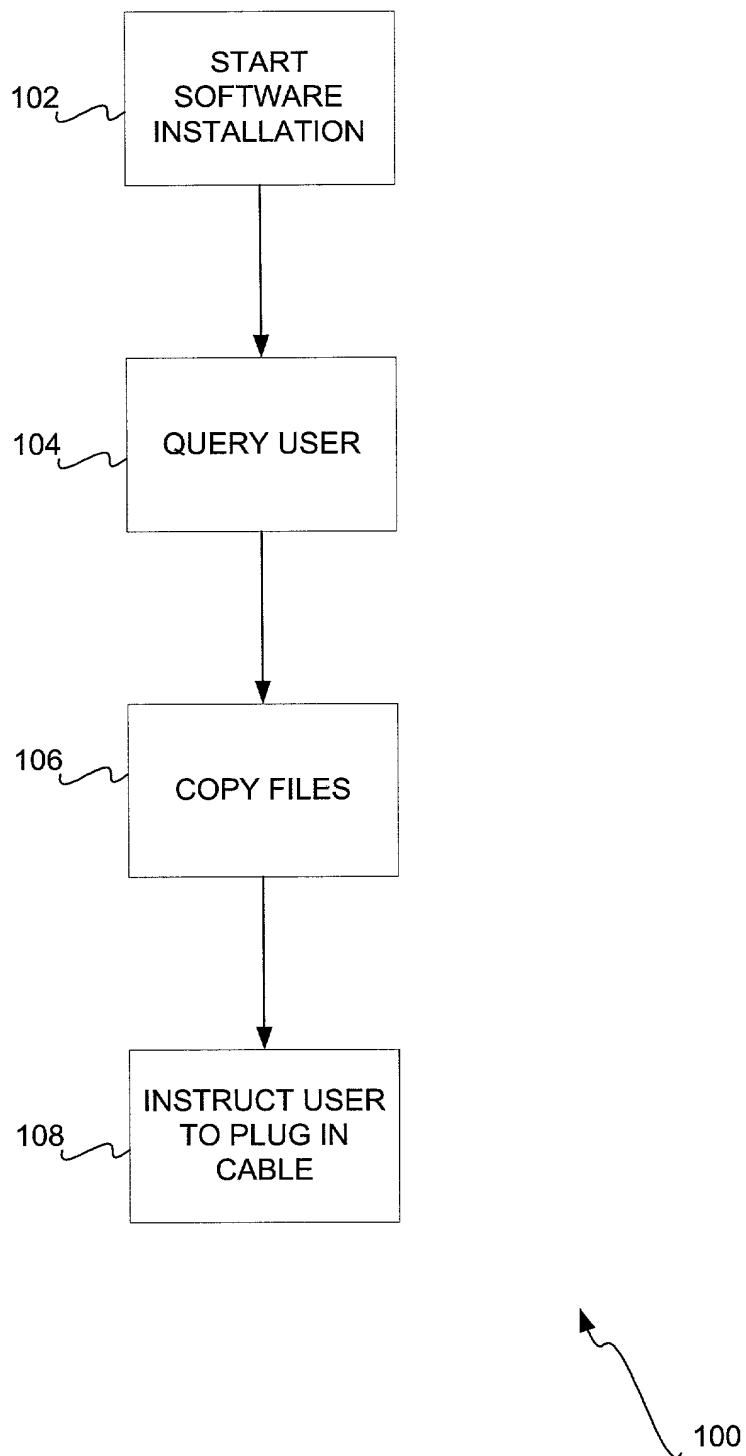 START
SOFTWARE
INSTALLATION
102
QUERY USER
104
COPY FILES
106
INSTRUCT USER
TO PLUG IN
CABLE
108
100